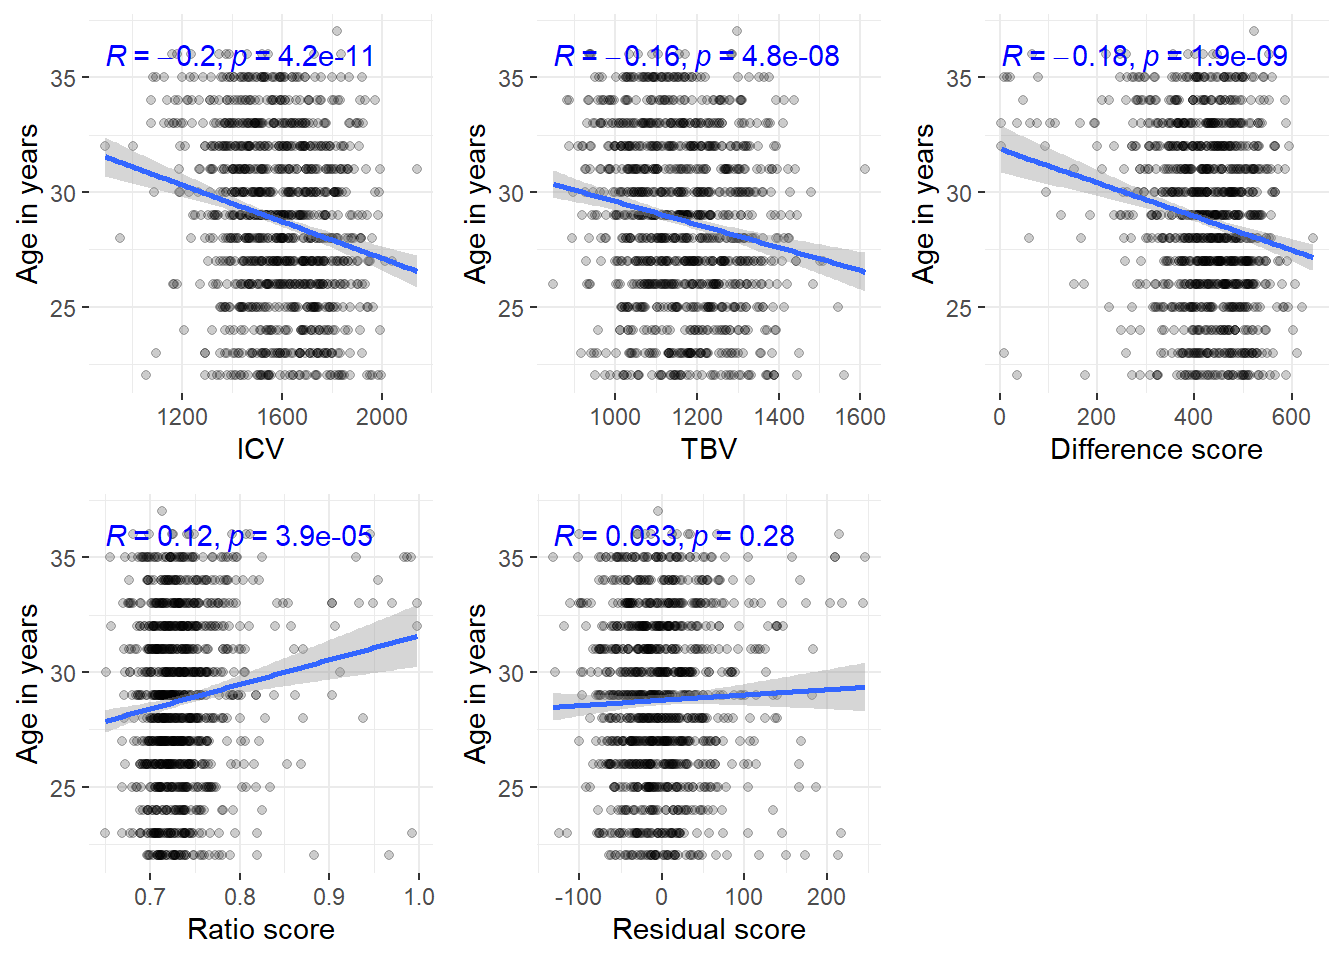 R = −0.2, p = 4.2e-11
35
30
25
Age in years
1200 1600 2000
ICV
R = −0.16, p = 4.8e-08
35
30
25
Age in years
1000 1200 1400 1600
TBV
R = −0.18, p = 1.9e-09
35
30
25
Age in years
0 200 400 600
Difference score
R = 0.12, p = 3.9e-05
35
30
25
Age in years
0.7 0.8 0.9 1.0
Ratio score
R = 0.033, p = 0.28
35
30
25
Age in years
-100 0 100 200
Residual score